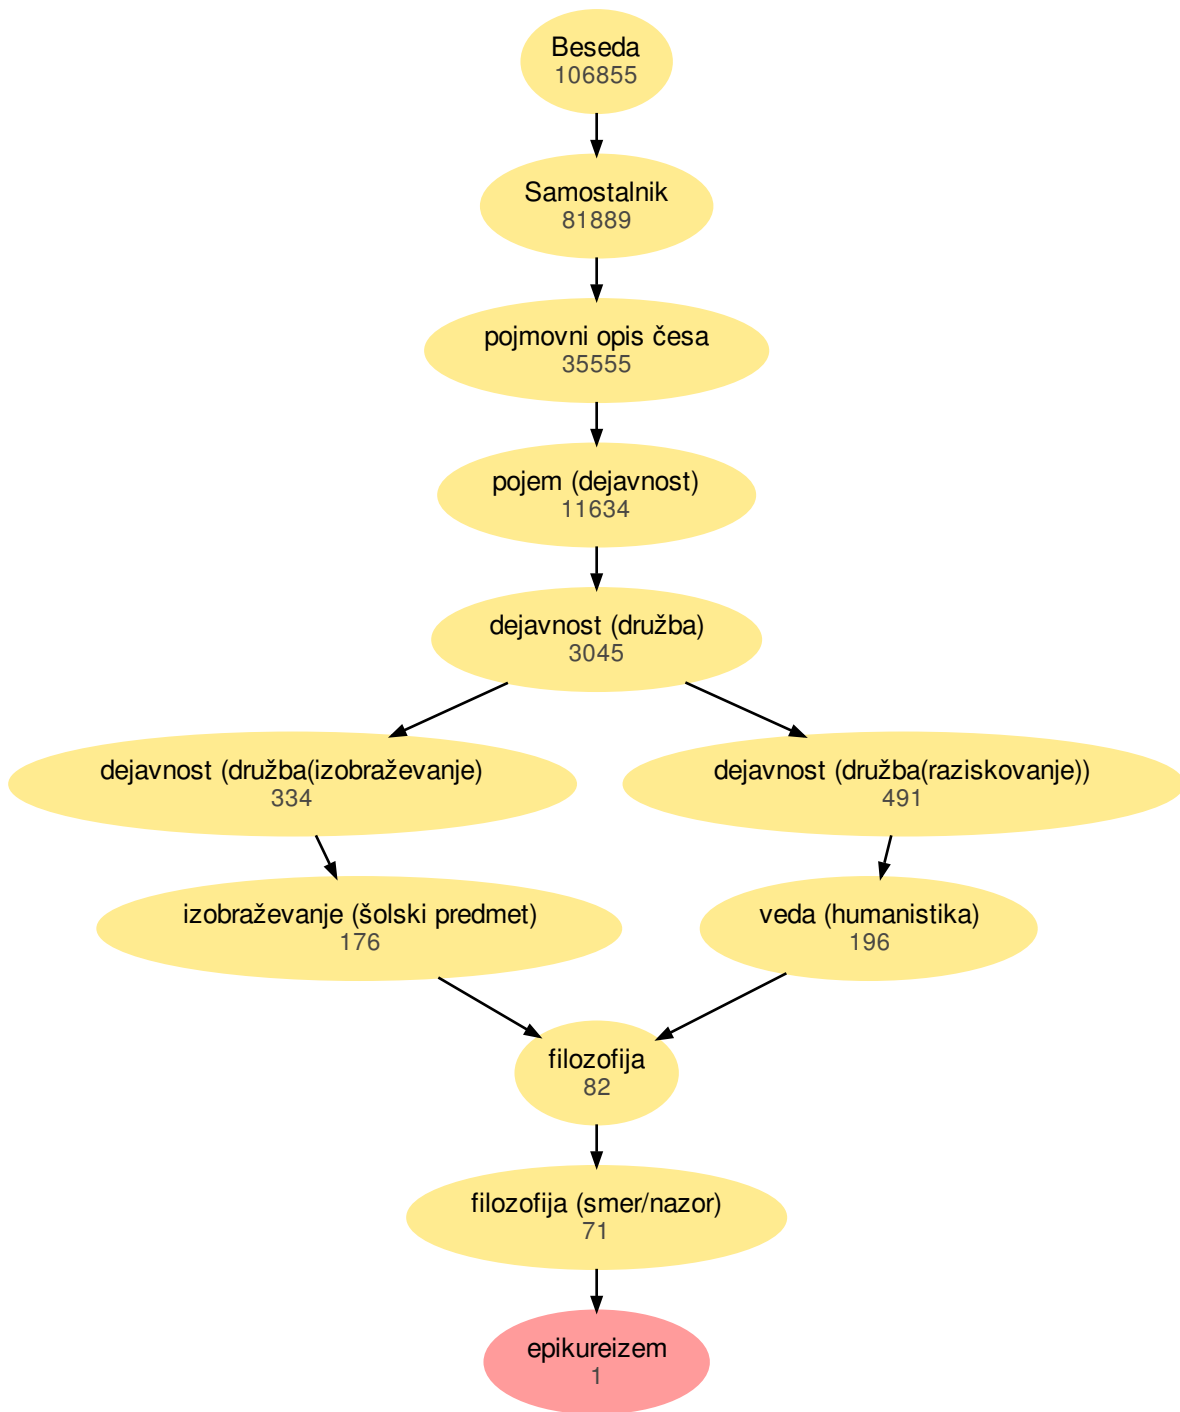 Beseda
106855
Samostalnik
81889
pojmovni opis česa
35555
pojem (dejavnost)
11634
dejavnost (družba)
3045
dejavnost (družba(izobraževanje)
334
dejavnost (družba(raziskovanje))
491
izobraževanje (šolski predmet)
176
veda (humanistika)
196
filozofija
82
filozofija (smer/nazor)
71
epikureizem
1